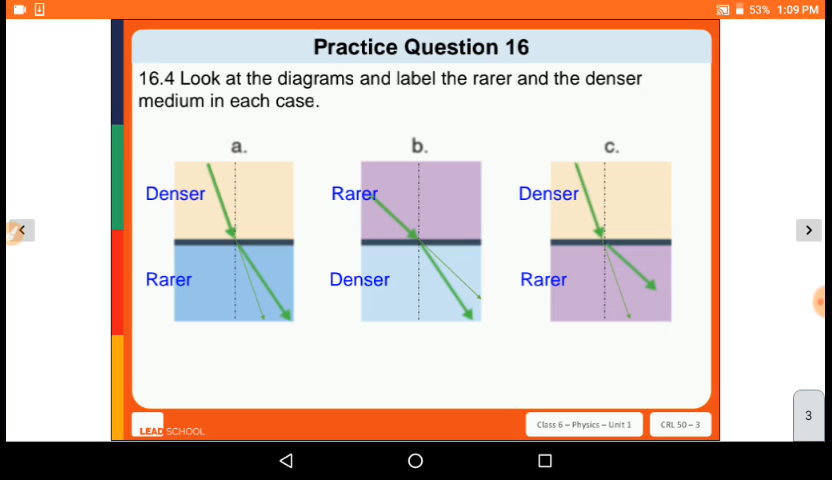 53% 1:09 PM
Practice Question 16
16.4 Look at the diagrams and label the rarer and the denser
medium in each case.
a. b. c.
Denser Rarer Denser
Rarer Denser Rarer
3
LEAD SCHOOL
Class 6 – Physics – Unit 1 CRL 50 – 3